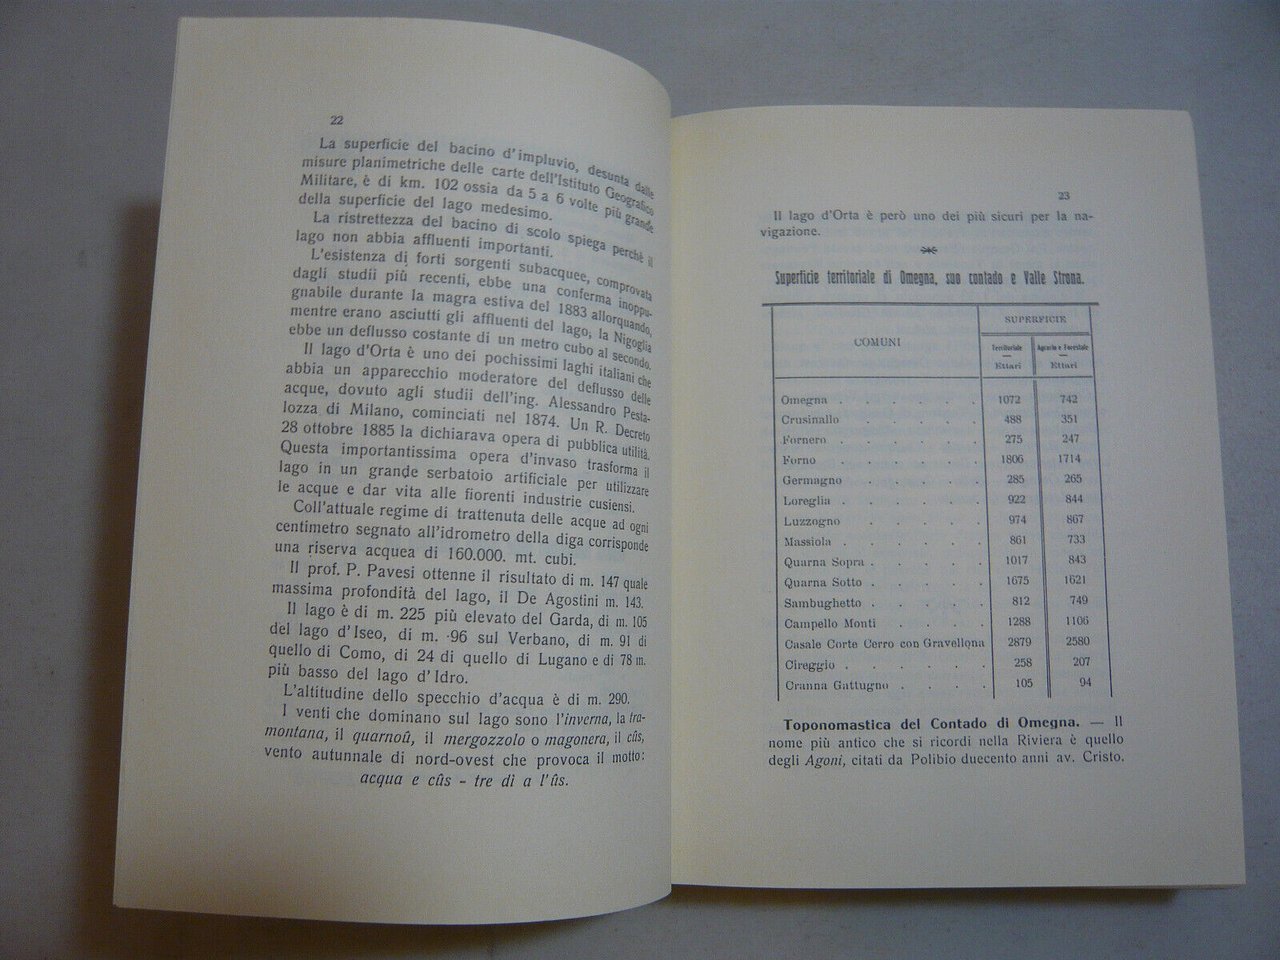 22
La superficie del bacino d'impluvio, desunta dalle
misure planimetriche delle carte dell'Istituto Geografico
Militare, è di km. 102 ossia da 5 a 6 volte più grande
della superficie del lago medesimo.
La ristrettezza del bacino di scolo spiega perchè il
lago non abbia affluenti importanti.
L'esistenza di forti sorgenti subacquee, comprovata
dagli studii più recenti, ebbe una conferma inoppu-
gnabile durante la magra estiva del 1883 allorquando,
mentre erano asciutti gli affluenti del lago, la Nigoglia
ebbe un deflusso costante di un metro cubo al secondo.
Il lago d'Orta è uno dei pochissimi laghi italiani che
abbia un apparecchio moderatore del deflusso delle
acque, dovuto agli studii dell'ing. Alessandro Pesta-
lozza di Milano, cominciati nel 1874. Un R. Decreto
28 ottobre 1885 la dichiarava opera di pubblica utilità.
Questa importantissima opera d'invaso trasforma il
lago in un grande serbatoio artificiale per utilizzare
le acque e dar vita alle fiorenti industrie cusiensi.
Coll'attuale regime di trattenuta delle acque ad ogni
centimetro segnato all'idrometro della diga corrisponde
una riserva acquea di 160.000. mt. cubi.
Il prof. P. Pavesi ottenne il risultato di m. 147 quale
massima profondità del lago, il De Agostini m. 143.
Il lago è di m. 225 più elevato del Garda, di m. 105
del lago d'Iseo, di m. 96 sul Verbano, di m. 91 di
quello di Como, di 24 di quello di Lugano e di 78 m.
più basso del lago d'Idro.
L'altitudine dello specchio d'acqua è di m. 290.
I venti che dominano sul lago sono l'inverna, la tra-
montana, il quarnoû, il mergozzolo o magonera, il cûs,
vento autunnale di nord-ovest che provoca il motto:
acqua e cûs - tre dì a l'ûs.
23
Il lago d'Orta è però uno dei più sicuri per la na-
vigazione.
Superficie territoriale di Omegna, suo contado e Valle Strona.
COMUNI SUPERFICIE
Territoriale — Ettari Agrario e Forestale — Ettari
Omegna . . . . . . 1072 742
Crusinallo . . . . . 488 351
Fornero . . . . . . 275 247
Forno . . . . . 1806 1714
Germagno . . . . . 285 265
Loreglia . . . . . . 922 844
Luzzogno . . . . . 974 867
Massiola . . . . . 861 733
Quarna Sopra . . . . . 1017 843
Quarna Sotto . . . . . 1675 1621
Sambughetto . . . . . 812 749
Campello Monti . . . . 1288 1106
Casale Corte Cerro con Gravellona 2879 2580
Cireggio . . . . . . 258 207
Cranna Gattugno . . . . 105 94
Toponomastica del Contado di Omegna. — Il
nome più antico che si ricordi nella Riviera è quello
degli Agoni, citati da Polibio duecento anni av. Cristo.